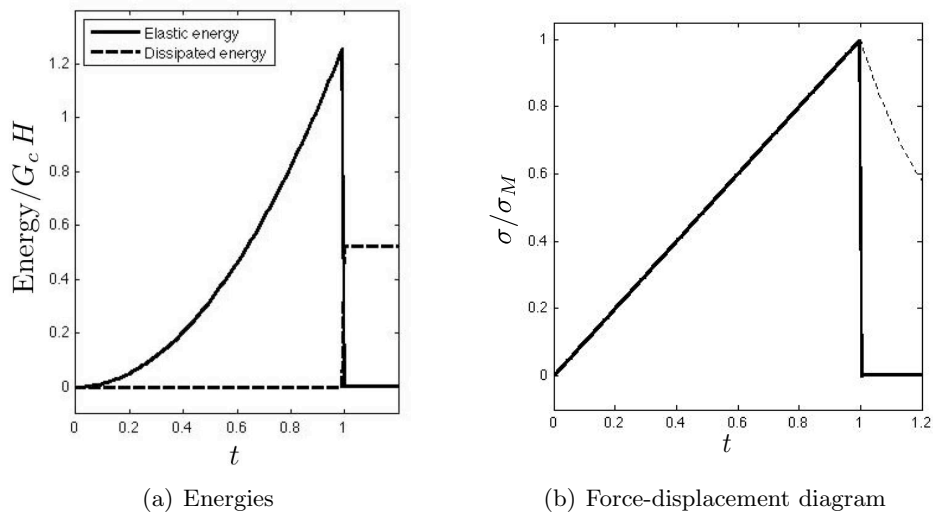 Elastic energy
Dissipated energy
Energy/G_c H
1.2
1
0.8
0.6
0.4
0.2
0
0 0.2 0.4 0.6 0.8 1
t
(a) Energies
σ/σ_M
1
0.8
0.6
0.4
0.2
0
0 0.2 0.4 0.6 0.8 1 1.2
t
(b) Force-displacement diagram